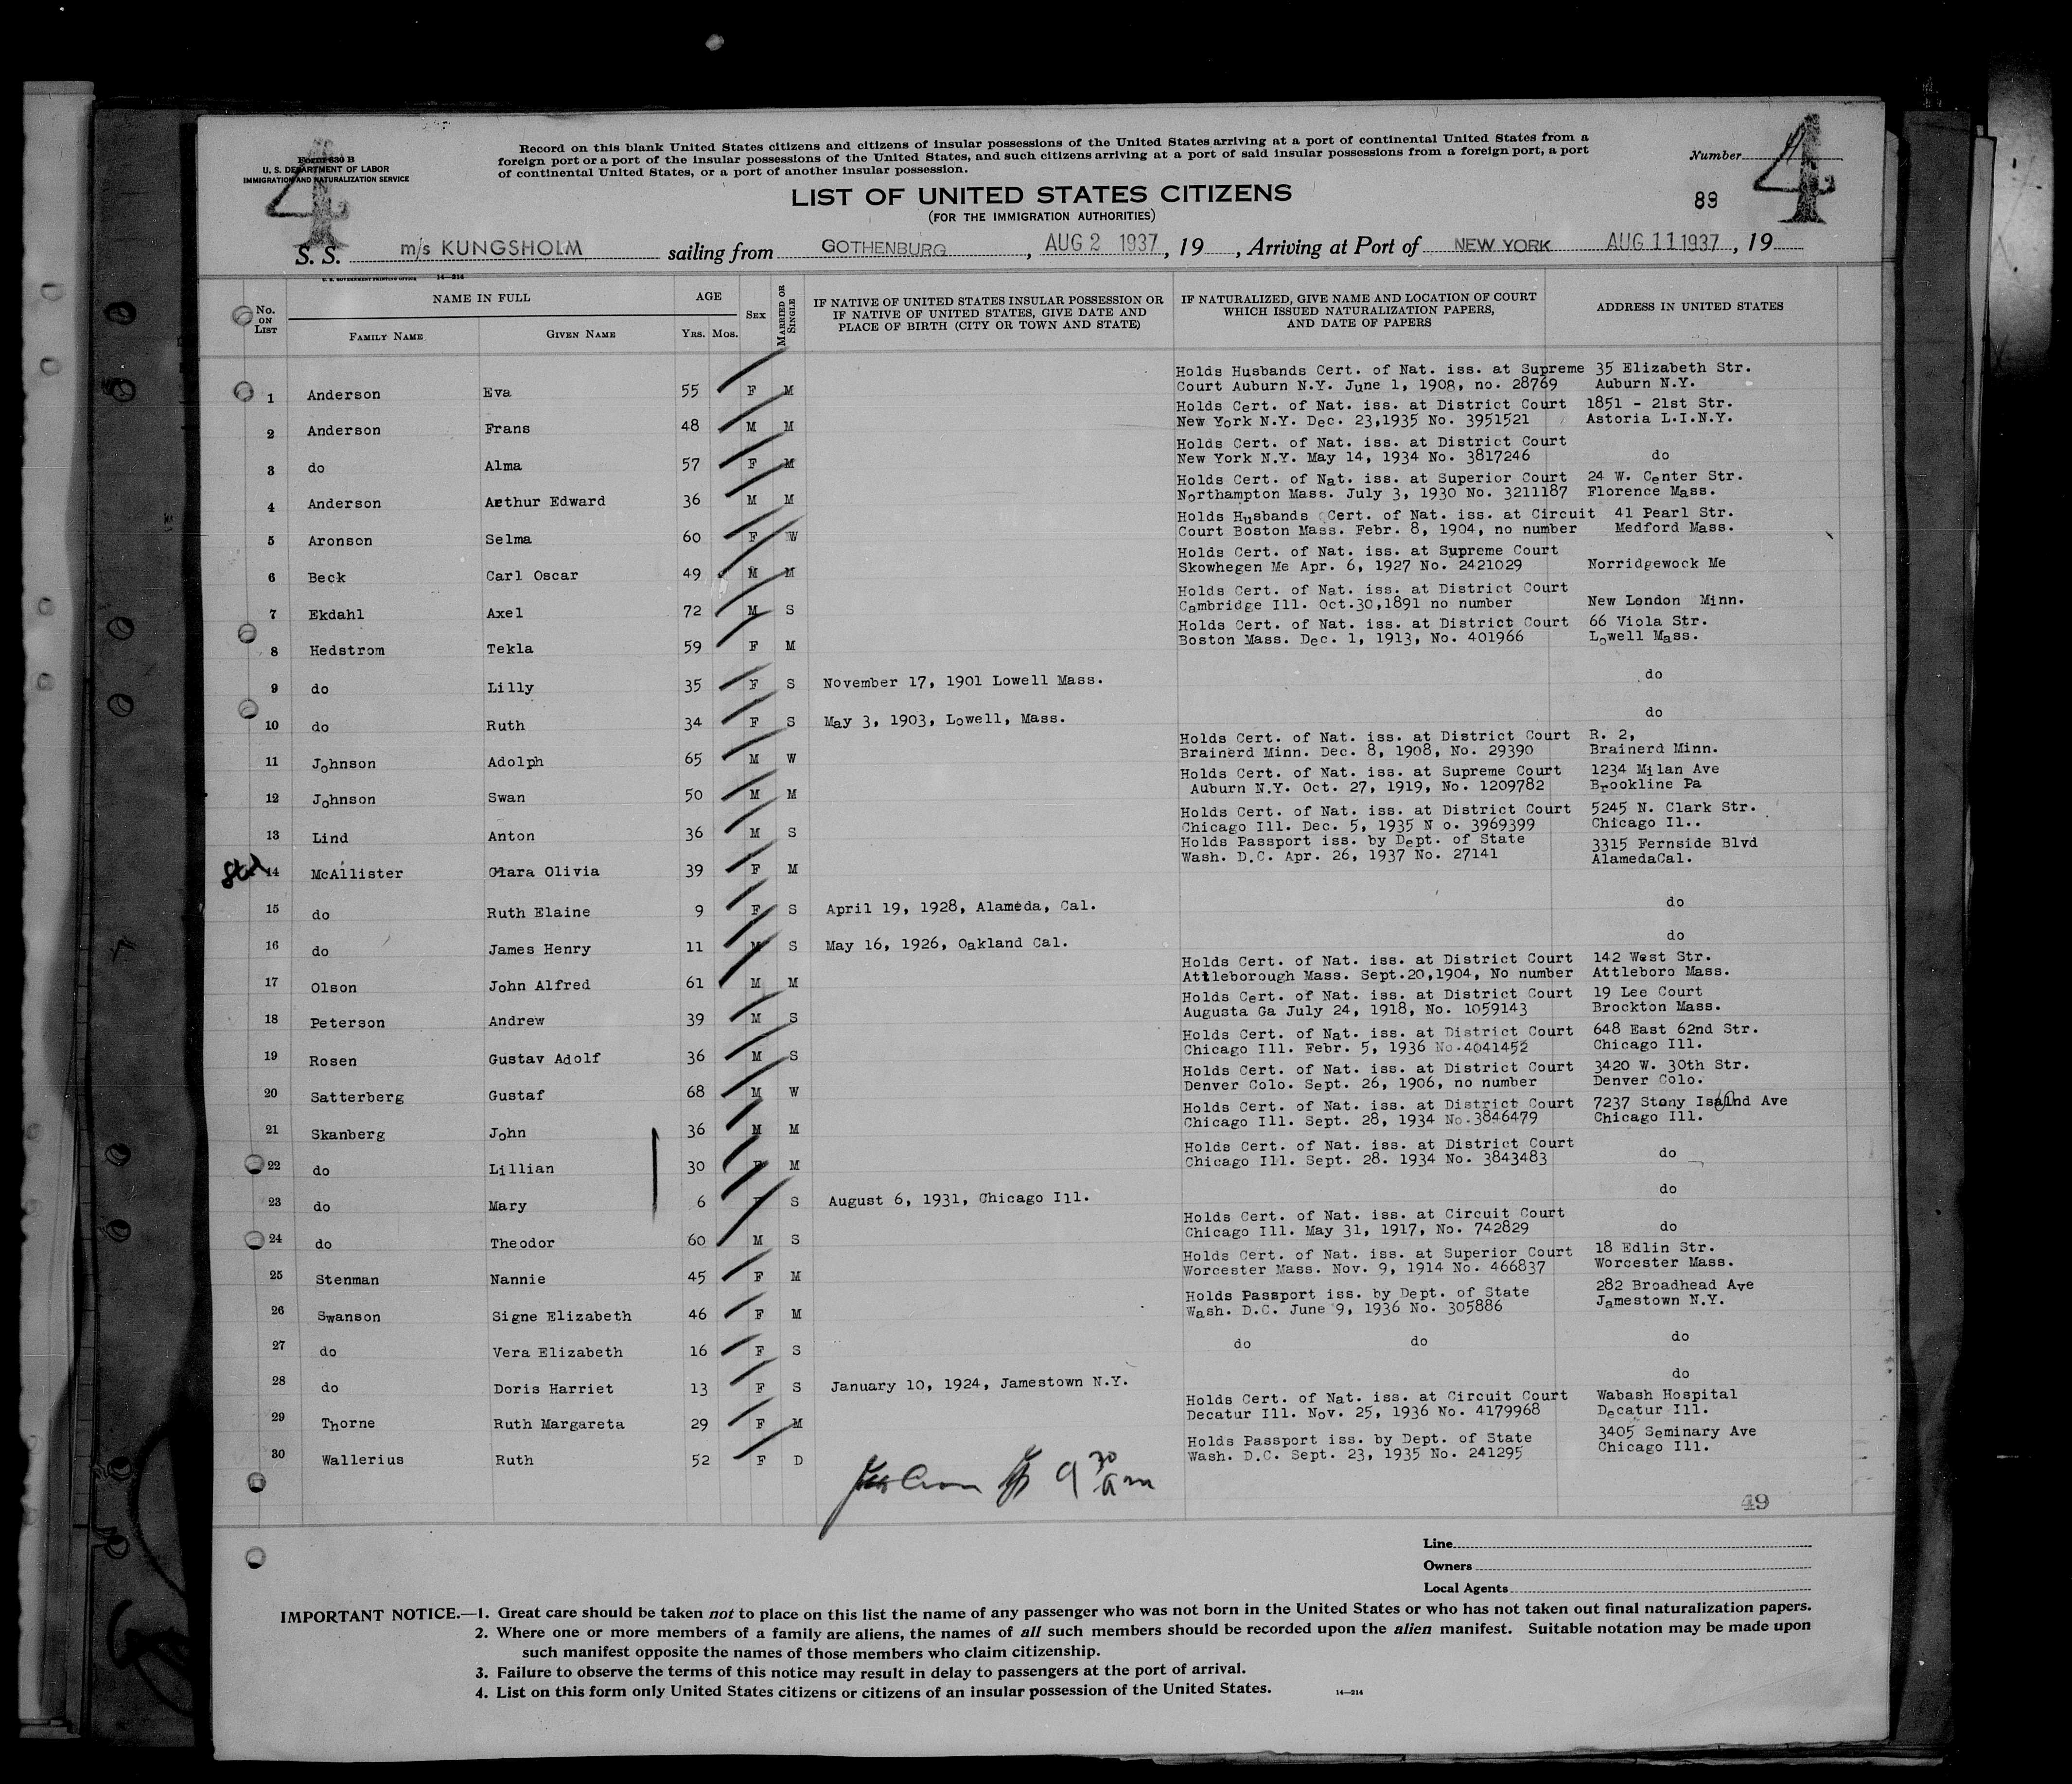 Form 630 B
U. S. DEPARTMENT OF LABOR
IMMIGRATION AND NATURALIZATION SERVICE
4
Record on this blank United States citizens and citizens of insular possessions of the United States arriving at a port of continental United States from a
foreign port or a port of the insular possessions of the United States, and such citizens arriving at a port of said insular possessions from a foreign port, a port
of continental United States, or a port of another insular possession.
Number 4
4
88
LIST OF UNITED STATES CITIZENS
(FOR THE IMMIGRATION AUTHORITIES)
S. S. m/s KUNGSHOLM sailing from GOTHENBURG, AUG 2 1937, 19, Arriving at Port of NEW YORK AUG 11 1937, 19
U. S. GOVERNMENT PRINTING OFFICE 14—214
No. ON LIST NAME IN FULL AGE SEX MARRIED OR SINGLE IF NATIVE OF UNITED STATES INSULAR POSSESSION OR IF NATIVE OF UNITED STATES, GIVE DATE AND PLACE OF BIRTH (CITY OR TOWN AND STATE) IF NATURALIZED, GIVE NAME AND LOCATION OF COURT WHICH ISSUED NATURALIZATION PAPERS, AND DATE OF PAPERS ADDRESS IN UNITED STATES
FAMILY NAME GIVEN NAME YRS. MOS.
Holds Husbands Cert. of Nat. iss. at Supreme 35 Elizabeth Str.
1 Anderson Eva 55 F M Court Auburn N.Y. June 1, 1908, no. 28769 Auburn N.Y.
Holds Cert. of Nat. iss. at District Court 1851 - 21st Str.
2 Anderson Frans 48 M M New York N.Y. Dec. 23,1935 No. 3951521 Astoria L.I.N.Y.
Holds Cert. of Nat. iss. at District Court
3 do Alma 57 F M New York N.Y. May 14, 1934 No. 3817246 do
Holds Cert. of Nat. iss. at Superior Court 24 W. Center Str.
4 Anderson Arthur Edward 36 M M Northampton Mass. July 3, 1930 No. 3211187 Florence Mass.
Holds Husbands Cert. of Nat. iss. at Circuit 41 Pearl Str.
5 Aronson Selma 60 F W Court Boston Mass. Febr. 8, 1904, no number Medford Mass.
Holds Cert. of Nat. iss. at Supreme Court
6 Beck Carl Oscar 49 M M Skowhegen Me Apr. 6, 1927 No. 2421029 Norridgewock Me
Holds Cert. of Nat. iss. at District Court
7 Ekdahl Axel 72 M S Cambridge Ill. Oct.30,1891 no number New London Minn.
Holds Cert. of Nat. iss. at District Court 66 Viola Str.
8 Hedstrom Tekla 59 F M Boston Mass. Dec. 1, 1913, No. 401966 Lowell Mass.
9 do Lilly 35 F S November 17, 1901 Lowell Mass. do
10 do Ruth 34 F S May 3, 1903, Lowell, Mass. do
Holds Cert. of Nat. iss. at District Court R. 2,
11 Johnson Adolph 65 M W Brainerd Minn. Dec. 8, 1908, No. 29390 Brainerd Minn.
Holds Cert. of Nat. iss. at Supreme Court 1234 Milan Ave
12 Johnson Swan 50 M M Auburn N.Y. Oct. 27, 1919, No. 1209782 Brookline Pa
Holds Cert. of Nat. iss. at District Court 5245 N. Clark Str.
13 Lind Anton 36 M S Chicago Ill. Dec. 5, 1935 N o. 3969399 Chicago Il..
Holds Passport iss. by Dept. of State 3315 Fernside Blvd
14 McAllister Clara Olivia 39 F M Wash. D.C. Apr. 26, 1937 No. 27141 AlamedaCal.
15 do Ruth Elaine 9 F S April 19, 1928, Alameda, Cal. do
16 do James Henry 11 M S May 16, 1926, Oakland Cal. do
Holds Cert. of Nat. iss. at District Court 142 West Str.
17 Olson John Alfred 61 M M Attleborough Mass. Sept.20,1904, No number Attleboro Mass.
Holds Cert. of Nat. iss. at District Court 19 Lee Court
18 Peterson Andrew 39 M S Augusta Ga July 24, 1918, No. 1059143 Brockton Mass.
Holds Cert. of Nat. iss. at District Court 648 East 62nd Str.
19 Rosen Gustav Adolf 36 M S Chicago Ill. Febr. 5, 1936 No.4041452 Chicago Ill.
Holds Cert. of Nat. iss. at District Court 3420 W. 30th Str.
20 Satterberg Gustaf 68 M W Denver Colo. Sept. 26, 1906, no number Denver Colo.
Holds Cert. of Nat. iss. at District Court 7237 Stony Isalnd Ave
21 Skanberg John 36 M M Chicago Ill. Sept. 28, 1934 No.3846479 Chicago Ill.
Holds Cert. of Nat. iss. at District Court
22 do Lillian 30 F M Chicago Ill. Sept. 28. 1934 No. 3843483 do
23 do Mary 6 F S August 6, 1931, Chicago Ill. do
Holds Cert. of Nat. iss. at Circuit Court
24 do Theodor 60 M S Chicago Ill. May 31, 1917, No. 742829 do
Holds Cert. of Nat. iss. at Superior Court 18 Edlin Str.
25 Stenman Nannie 45 F M Worcester Mass. Nov. 9, 1914 No. 466837 Worcester Mass.
Holds Passport iss. by Dept. of State 282 Broadhead Ave
26 Swanson Signe Elizabeth 46 F M Wash. D.C. June 9, 1936 No. 305886 Jamestown N.Y.
27 do Vera Elizabeth 16 F S do do do
28 do Doris Harriet 13 F S January 10, 1924, Jamestown N.Y. do
Holds Cert. of Nat. iss. at Circuit Court Wabash Hospital
29 Thorne Ruth Margareta 29 F M Decatur Ill. Nov. 25, 1936 No. 4179968 Decatur Ill.
Holds Passport iss. by Dept. of State 3405 Seminary Ave
30 Wallerius Ruth 52 F D Wash. D.C. Sept. 23, 1935 No. 241295 Chicago Ill.
9 30 am
49
Line
Owners
Local Agents
IMPORTANT NOTICE.—1. Great care should be taken not to place on this list the name of any passenger who was not born in the United States or who has not taken out final naturalization papers.
2. Where one or more members of a family are aliens, the names of all such members should be recorded upon the alien manifest. Suitable notation may be made upon
such manifest opposite the names of those members who claim citizenship.
3. Failure to observe the terms of this notice may result in delay to passengers at the port of arrival.
4. List on this form only United States citizens or citizens of an insular possession of the United States.
14—214